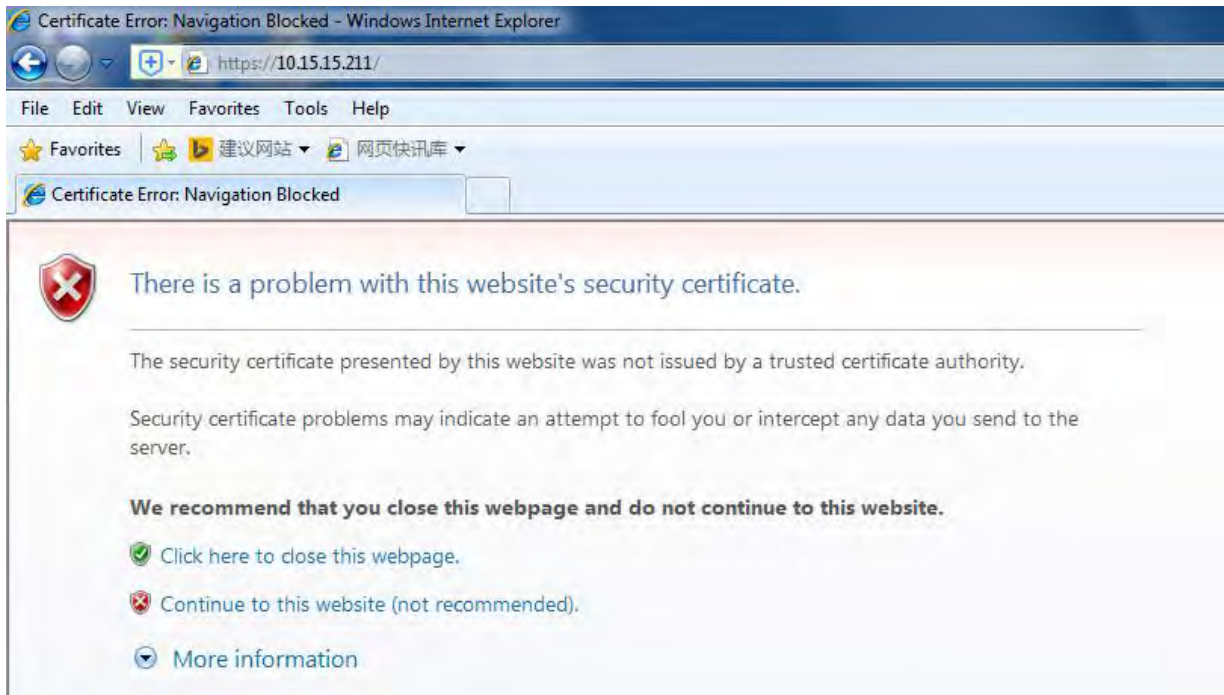 Certificate Error: Navigation Blocked - Windows Internet Explorer
https://10.15.15.211/
File Edit View Favorites Tools Help
Favorites 建议网站 网页快讯库
Certificate Error: Navigation Blocked
There is a problem with this website's security certificate.
The security certificate presented by this website was not issued by a trusted certificate authority.
Security certificate problems may indicate an attempt to fool you or intercept any data you send to the
server.
We recommend that you close this webpage and do not continue to this website.
Click here to close this webpage.
Continue to this website (not recommended).
More information